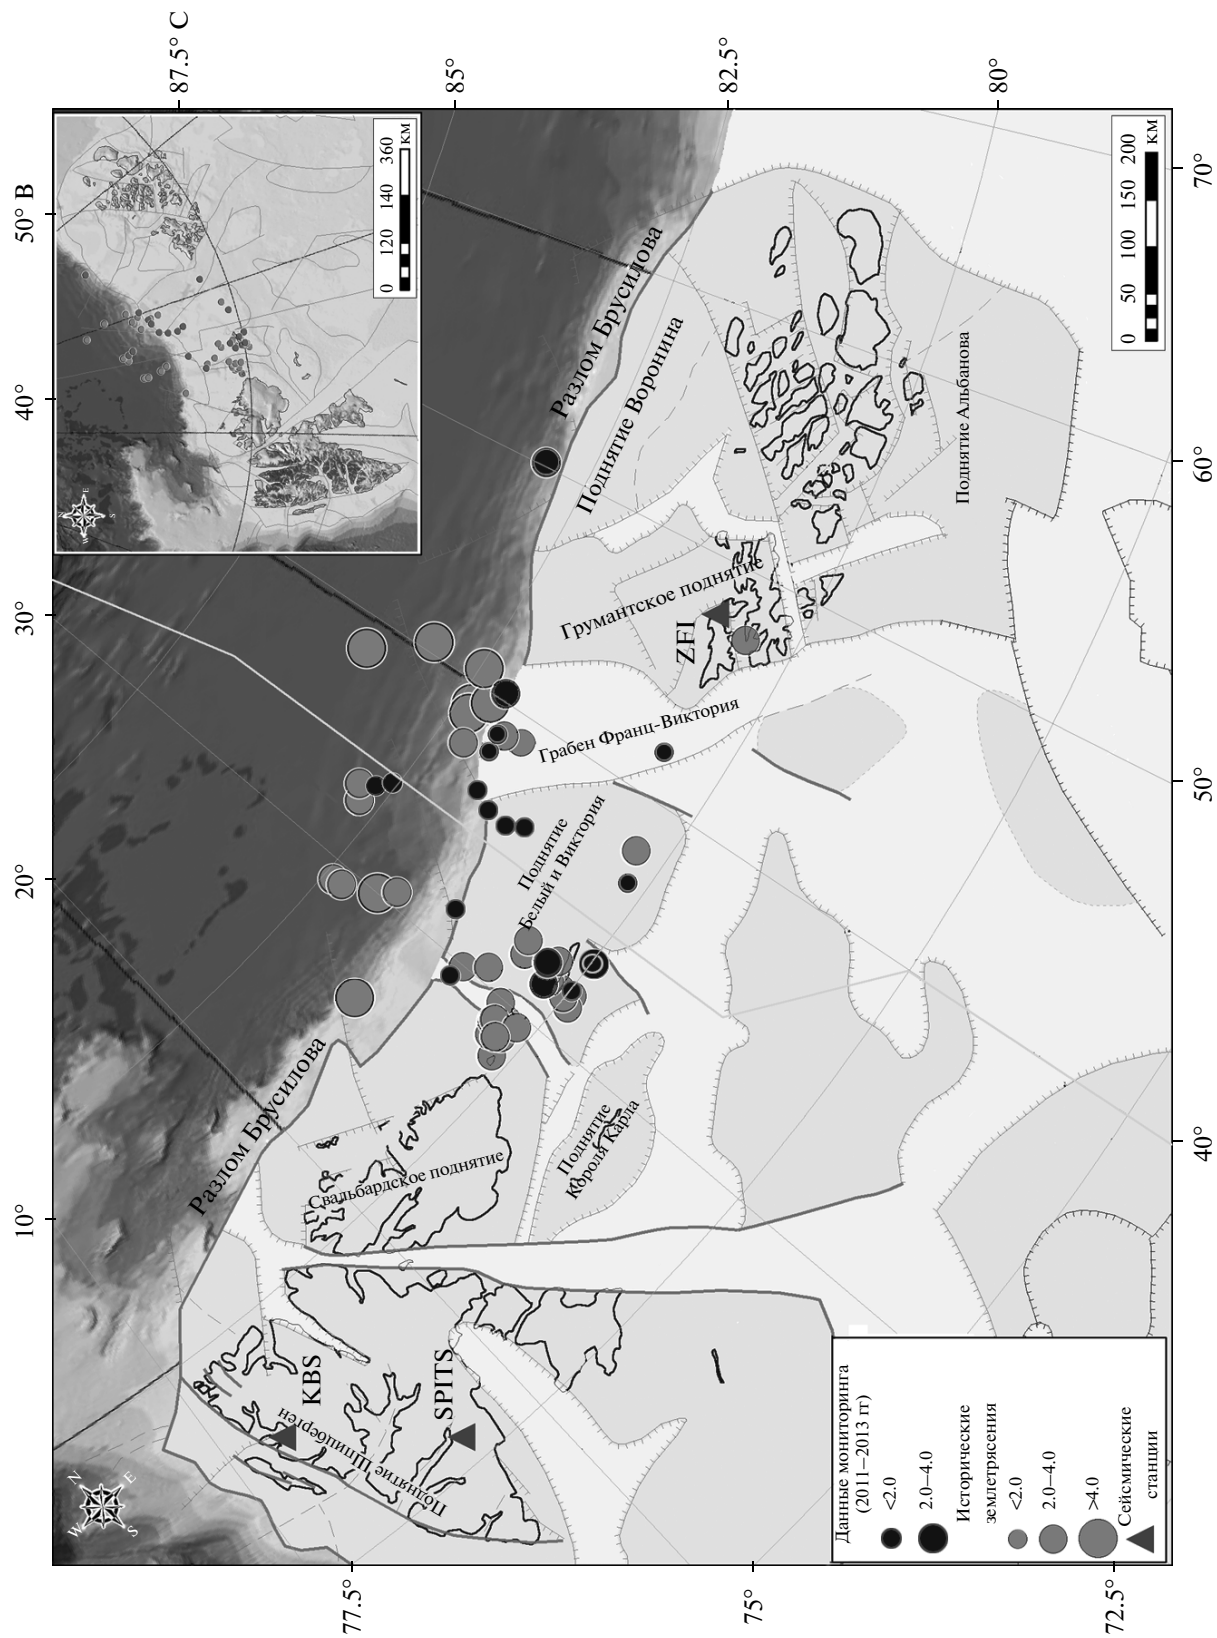 10°
20°
30°
40°
50° В
87.5° С
85°
82.5°
80°
77.5°
75°
72.5°
40°
50°
60°
70°
N
W
E
S
N
W
E
S
0 120 140 360
км
0 50 100 150 200
км
Разлом Брусилова
Разлом Брусилова
Поднятие Воронина
Поднятие Альбанова
Грумантское поднятие
ZFI
Грабен Франц-Виктория
Поднятие
Белый и Виктория
Поднятие
Короля Карла
Свальбардское поднятие
Поднятие Шпицберген
KBS
SPITS
Данные мониторинга
(2011–2013 гг)
<2.0
2.0–4.0
Исторические
землетрясения
<2.0
2.0–4.0
>4.0
Сейсмические
станции